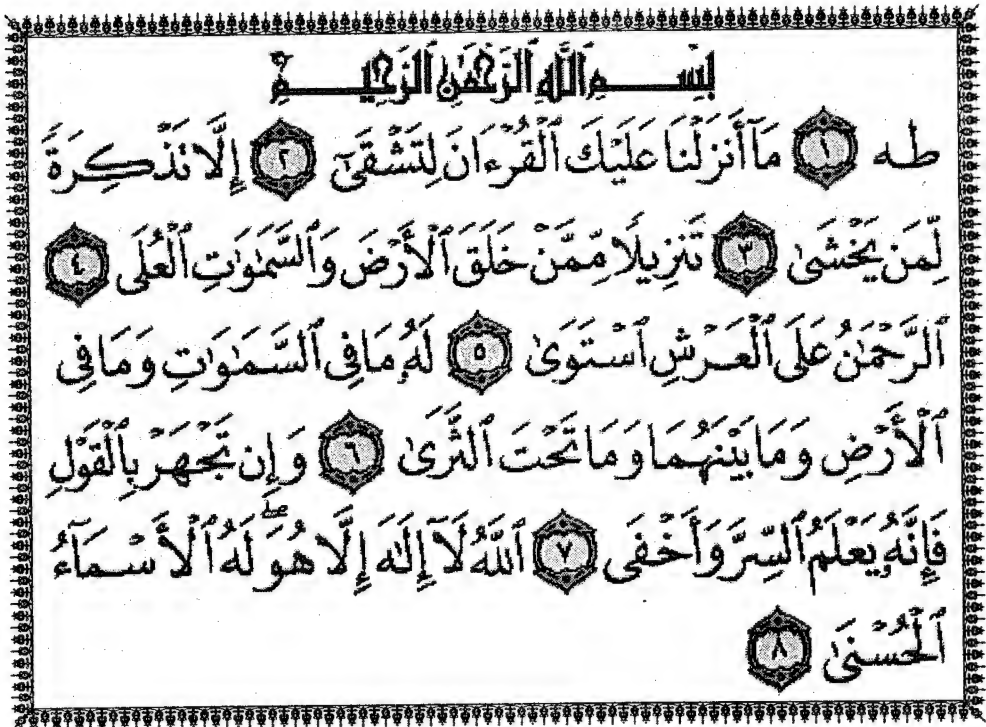 بِسْمِ ٱللَّهِ ٱلرَّحْمَٰنِ ٱلرَّحِيمِ
طه ١ مَآ أَنزَلْنَا عَلَيْكَ ٱلْقُرْءَانَ لِتَشْقَىٰٓ ٢ إِلَّا تَذْكِرَةً
لِّمَن يَخْشَىٰ ٣ تَنزِيلًا مِّمَّنْ خَلَقَ ٱلْأَرْضَ وَٱلسَّمَٰوَٰتِ ٱلْعُلَى ٤
ٱلرَّحْمَٰنُ عَلَى ٱلْعَرْشِ ٱسْتَوَىٰ ٥ لَهُۥ مَا فِى ٱلسَّمَٰوَٰتِ وَمَا فِى
ٱلْأَرْضِ وَمَا بَيْنَهُمَا وَمَا تَحْتَ ٱلثَّرَىٰ ٦ وَإِن تَجْهَرْ بِٱلْقَوْلِ
فَإِنَّهُۥ يَعْلَمُ ٱلسِّرَّ وَأَخْفَى ٧ ٱللَّهُ لَآ إِلَٰهَ إِلَّا هُوَ ۖ لَهُ ٱلْأَسْمَآءُ
ٱلْحُسْنَىٰ ٨